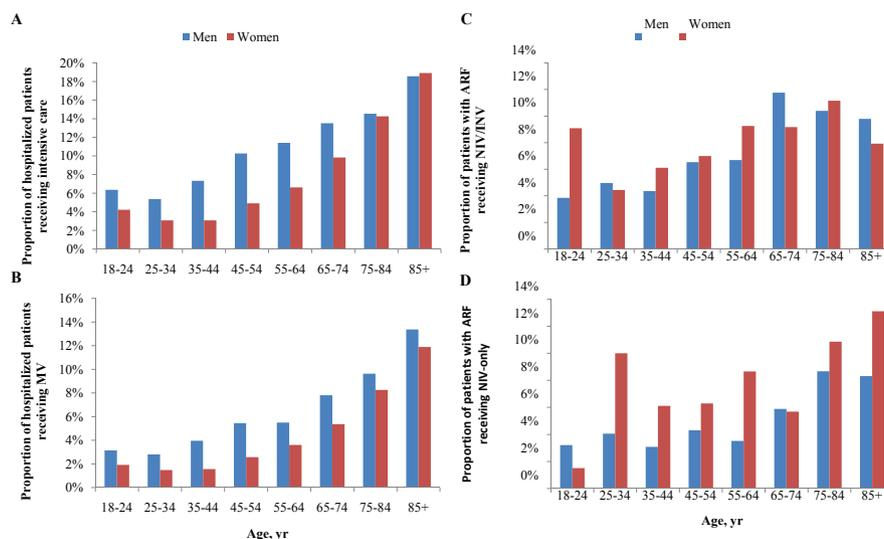 A
Men Women
Proportion of hospitalized patients
receiving intensive care
20%
18%
16%
14%
12%
10%
8%
6%
4%
2%
0%
18-24 25-34 35-44 45-54 55-64 65-74 75-84 85+
B
Proportion of hospitalized patients
receiving MV
16%
14%
12%
10%
8%
6%
4%
2%
0%
18-24 25-34 35-44 45-54 55-64 65-74 75-84 85+
Age, yr
C
Men Women
Proportion of patients with ARF
receiving NIV/INV
14%
12%
10%
8%
6%
4%
2%
0%
18-24 25-34 35-44 45-54 55-64 65-74 75-84 85+
D
Proportion of patients with ARF
receiving NIV-only
14%
12%
10%
8%
6%
4%
2%
0%
18-24 25-34 35-44 45-54 55-64 65-74 75-84 85+
Age, yr